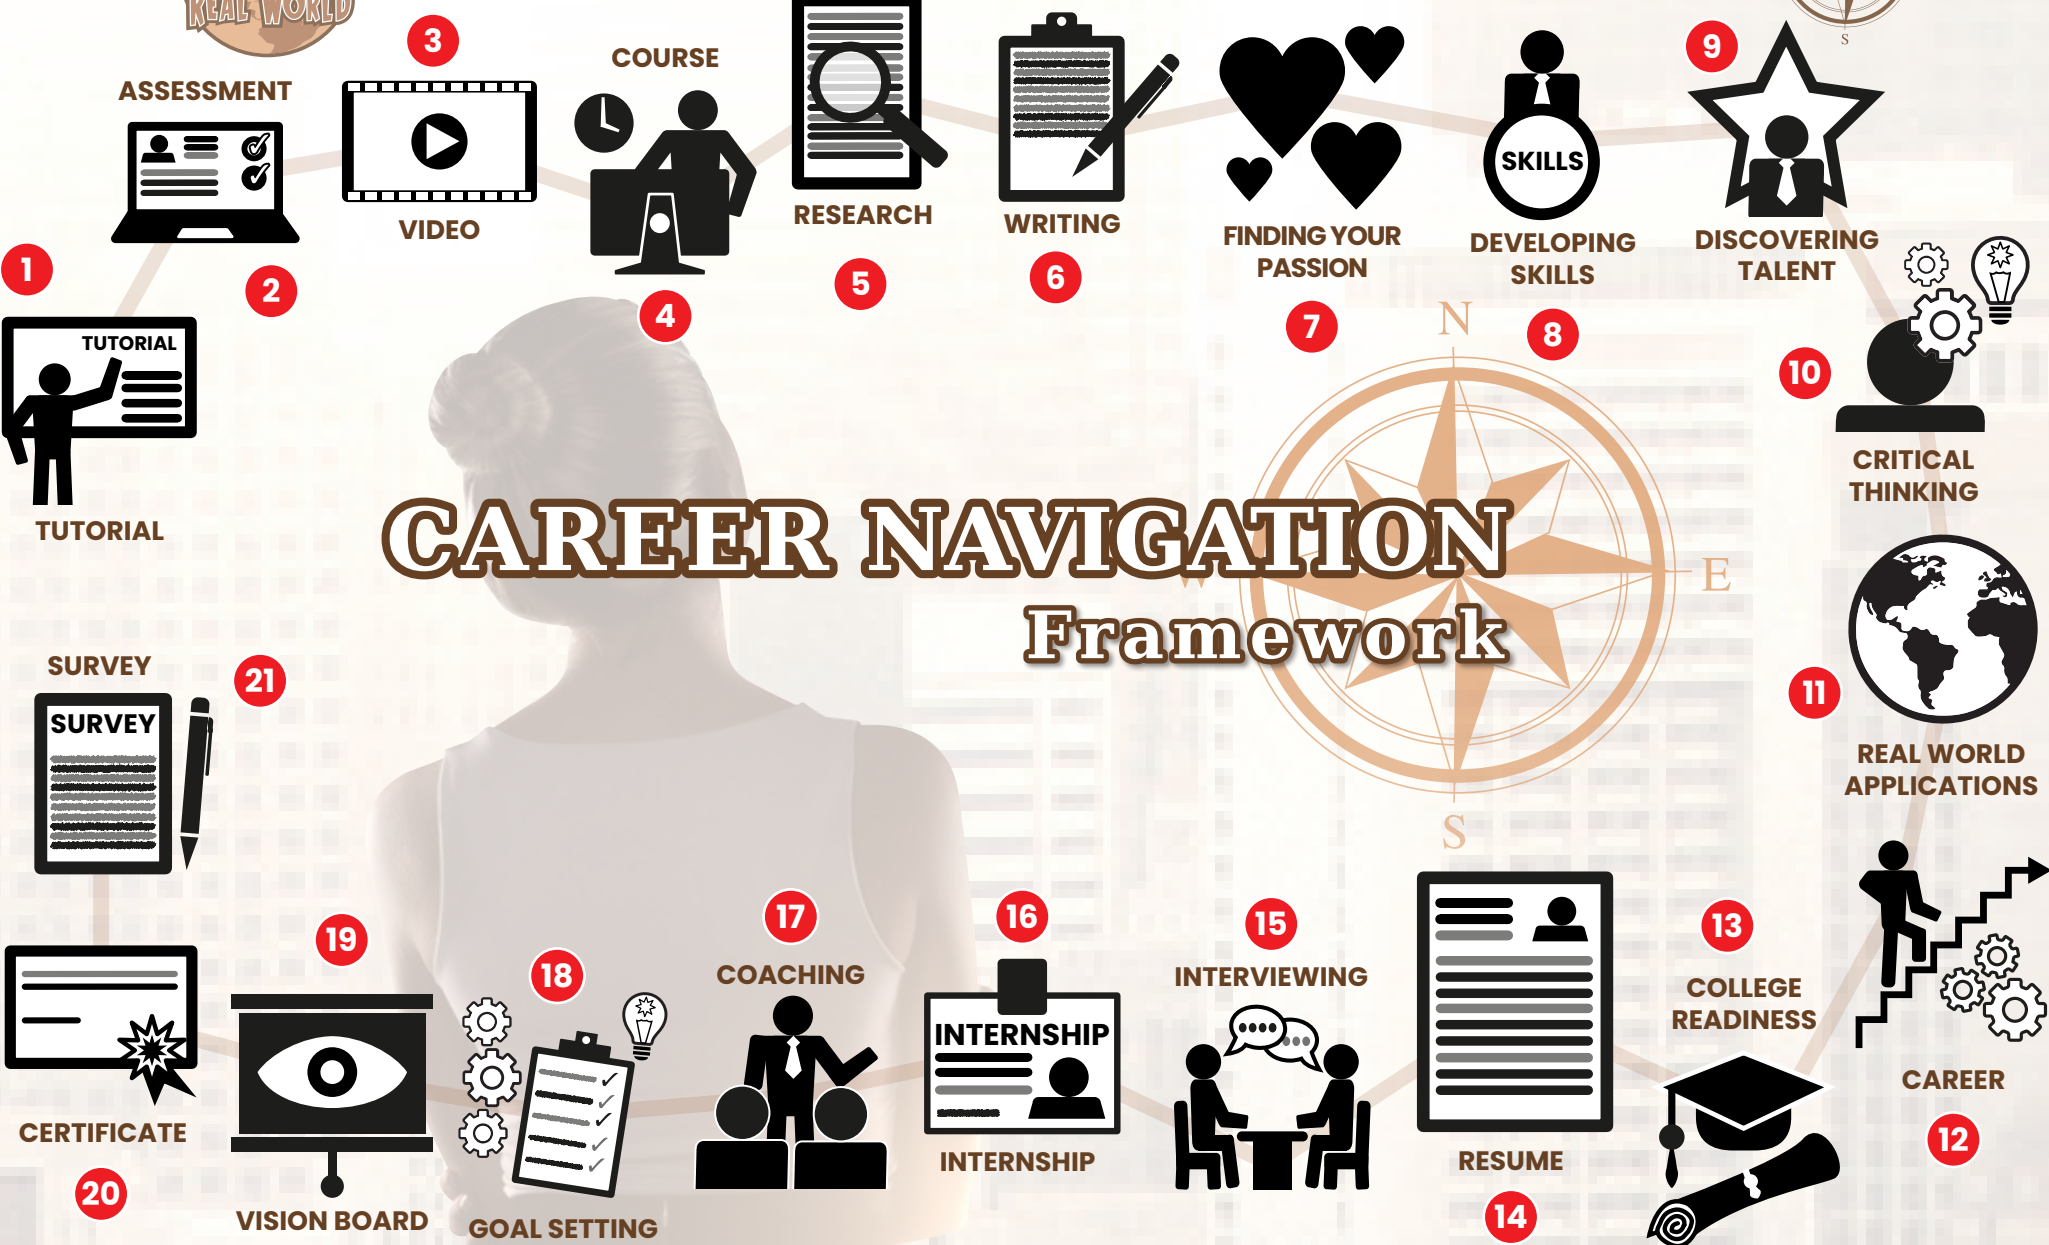 REAL WORLD
S
3
9
COURSE
ASSESSMENT
SKILLS
VIDEO
RESEARCH
WRITING
FINDING YOUR
PASSION
DEVELOPING
SKILLS
DISCOVERING
TALENT
1
2
4
5
6
7
8
TUTORIAL
TUTORIAL
N
10
CRITICAL
THINKING
CAREER NAVIGATION
Framework
W
E
S
11
REAL WORLD
APPLICATIONS
SURVEY
21
SURVEY
19
18
17
16
15
13
COACHING
INTERVIEWING
COLLEGE
READINESS
INTERNSHIP
CAREER
12
CERTIFICATE
20
VISION BOARD
GOAL SETTING
INTERNSHIP
RESUME
14